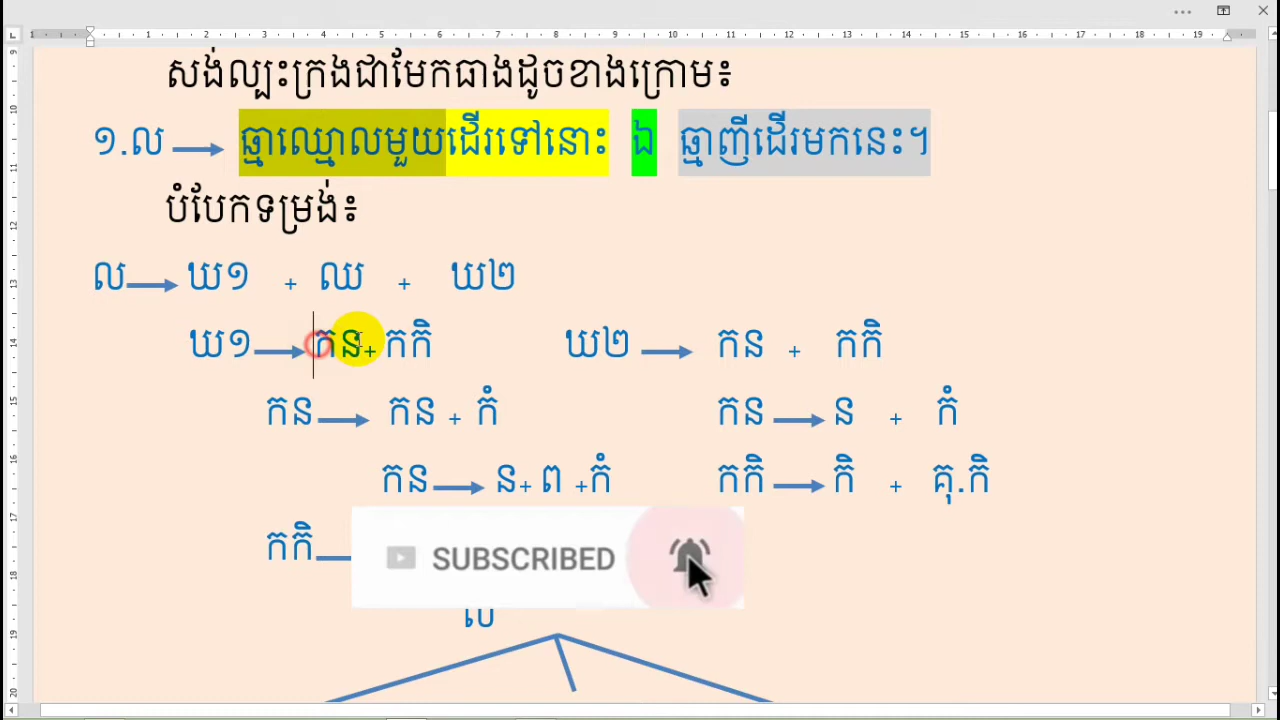 សង់ល្បះក្រងជាមែកធាងដូចខាងក្រោម៖
១.ល ឆ្មាឈ្មោលមួយដើរទៅនោះ ឯ ឆ្មាញីដើរមកនេះ។
បំបែកទម្រង់៖
ល ឃ១ + ឈ + ឃ២
ឃ១ កន + កកិ ឃ២ កន + កកិ
កន កន + កំ កន ន + កំ
កន ន + ព + កំ កកិ កិ + គុ.កិ
កកិ
SUBSCRIBED